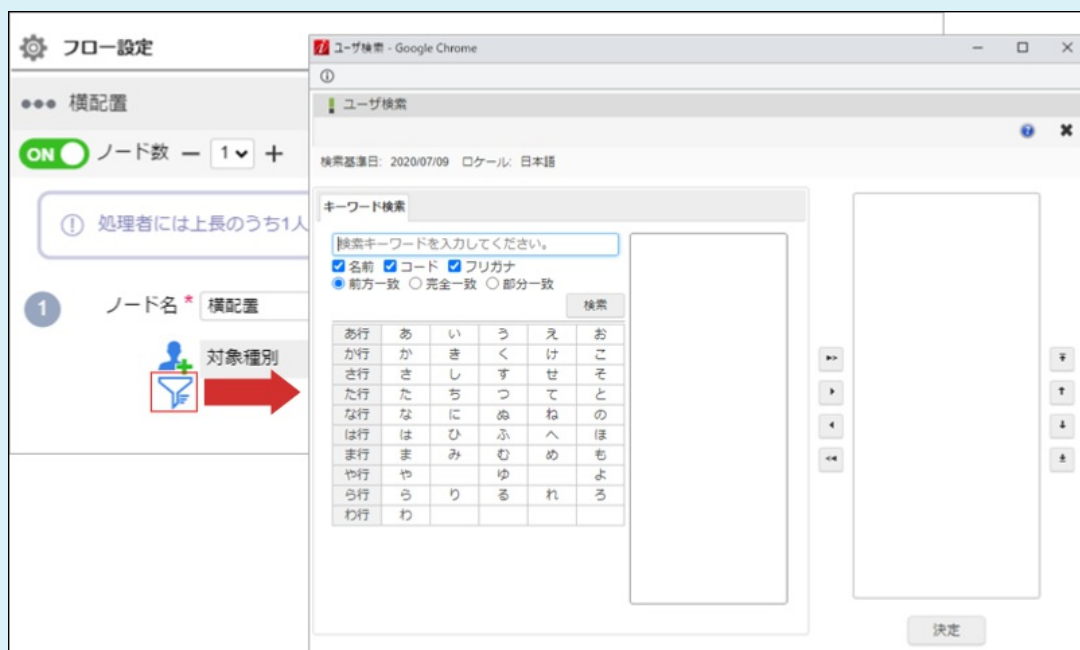 フロー設定
横配置
ON ノード数 − 1 +
処理者には上長のうち1人
1 ノード名 * 横配置
対象種別
ユーザ検索 - Google Chrome
ユーザ検索
検索基準日: 2020/07/09 ロケール: 日本語
キーワード検索
検索キーワードを入力してください。
名前 コード フリガナ
前方一致 完全一致 部分一致
検索
あ行 あ い う え お
か行 か き く け こ
さ行 さ し す せ そ
た行 た ち つ て と
な行 な に ぬ ね の
は行 は ひ ふ へ ほ
ま行 ま み む め も
や行 や ゆ よ
ら行 ら り る れ ろ
わ行 わ
決定